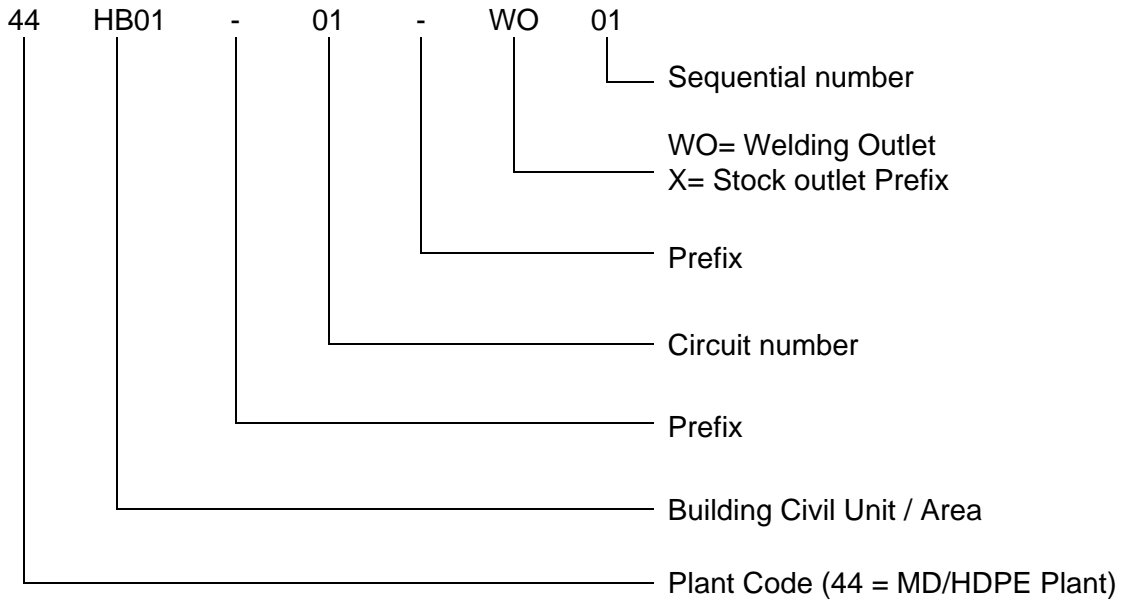 44 HB01 - 01 - WO 01
Sequential number
WO= Welding Outlet
X= Stock outlet Prefix
Prefix
Circuit number
Prefix
Building Civil Unit / Area
Plant Code (44 = MD/HDPE Plant)